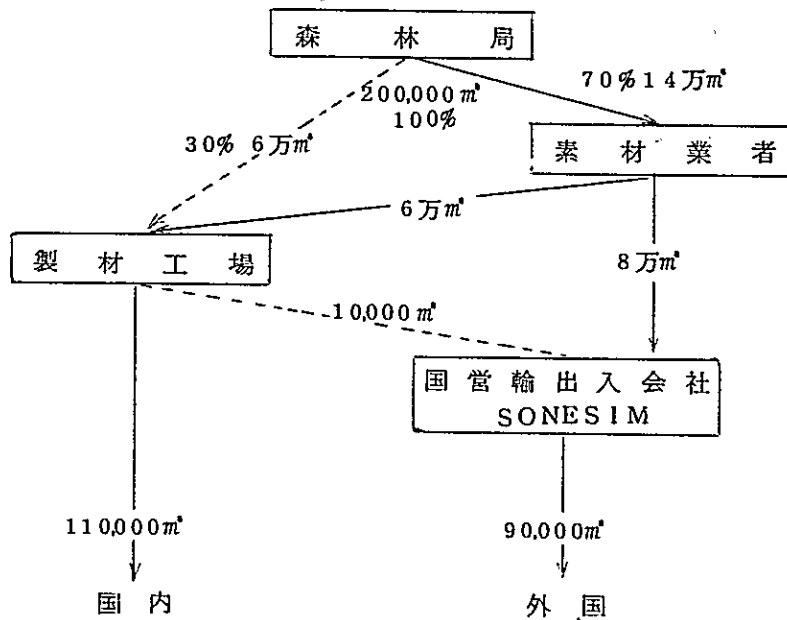 森林局
70%14万m³
200,000m³
100%
30% 6万m³
素材業者
6万m³
製材工場
8万m³
10,000m³
国営輸出入会社
SONESIM
110,000m³
90,000m³
国内
外国